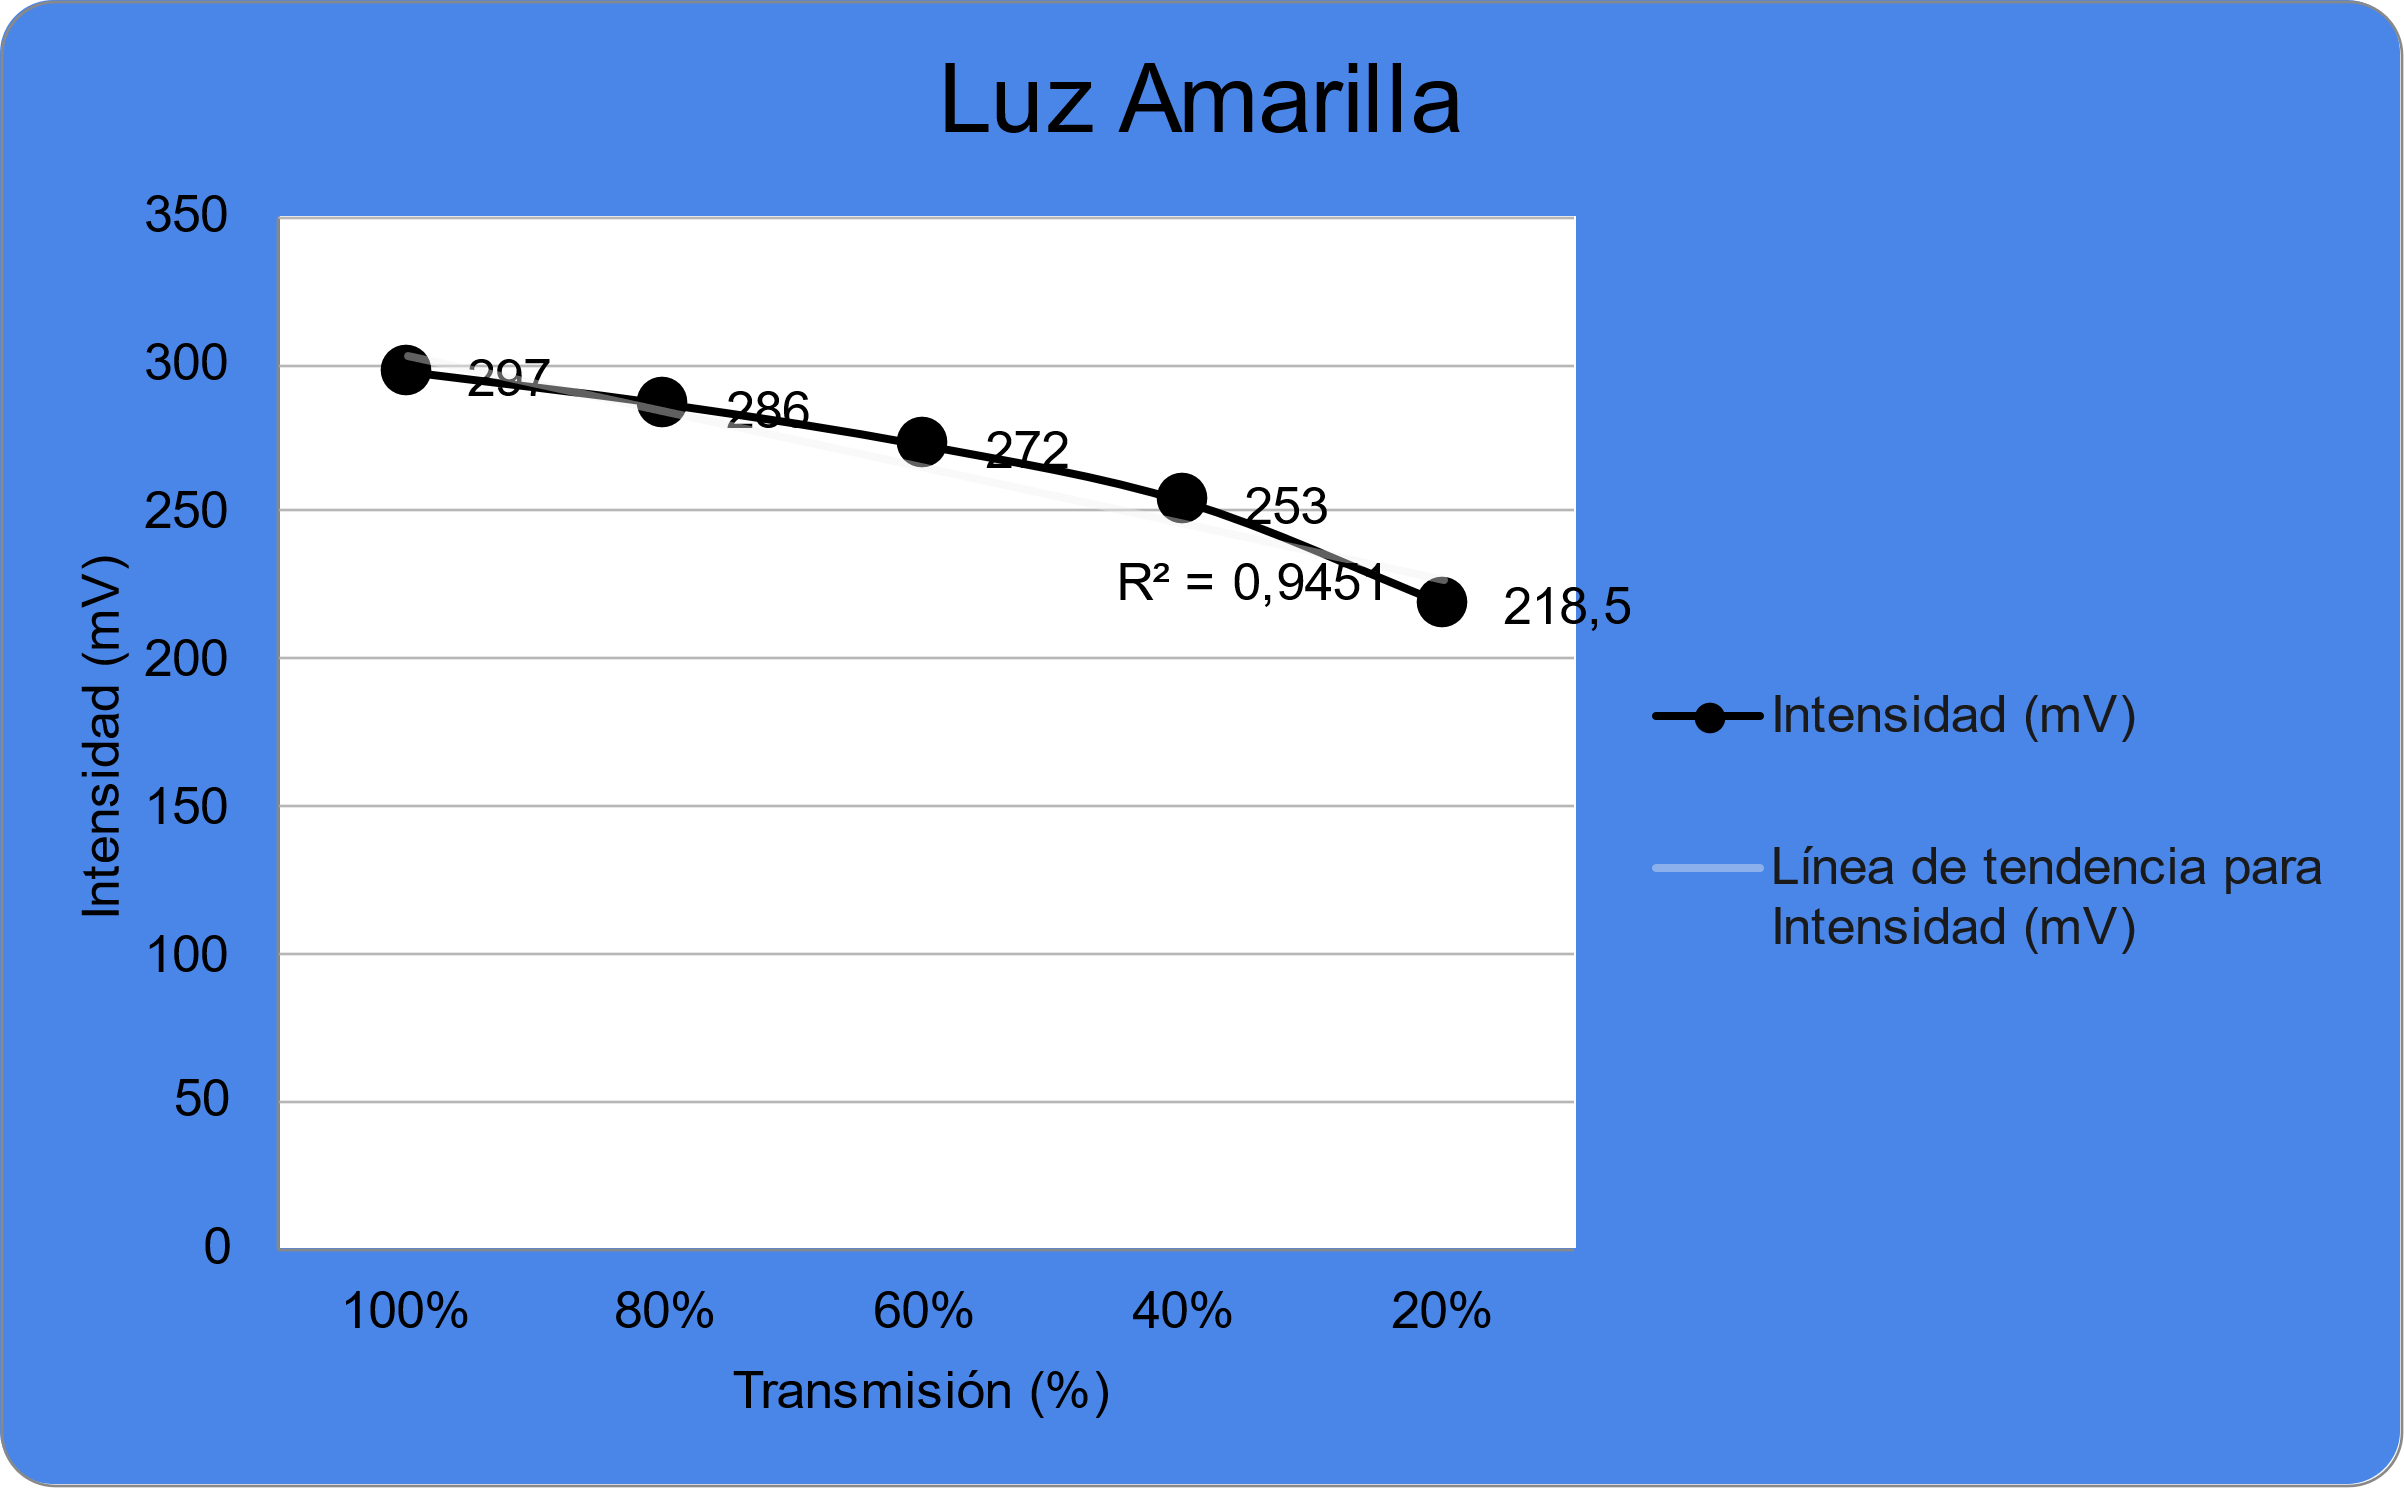 Luz Amarilla
350
300
250
200
150
100
50
0
Intensidad (mV)
297
286
272
253
218,5
R² = 0,9451
100% 80% 60% 40% 20%
Transmisión (%)
Intensidad (mV)
Línea de tendencia para
Intensidad (mV)